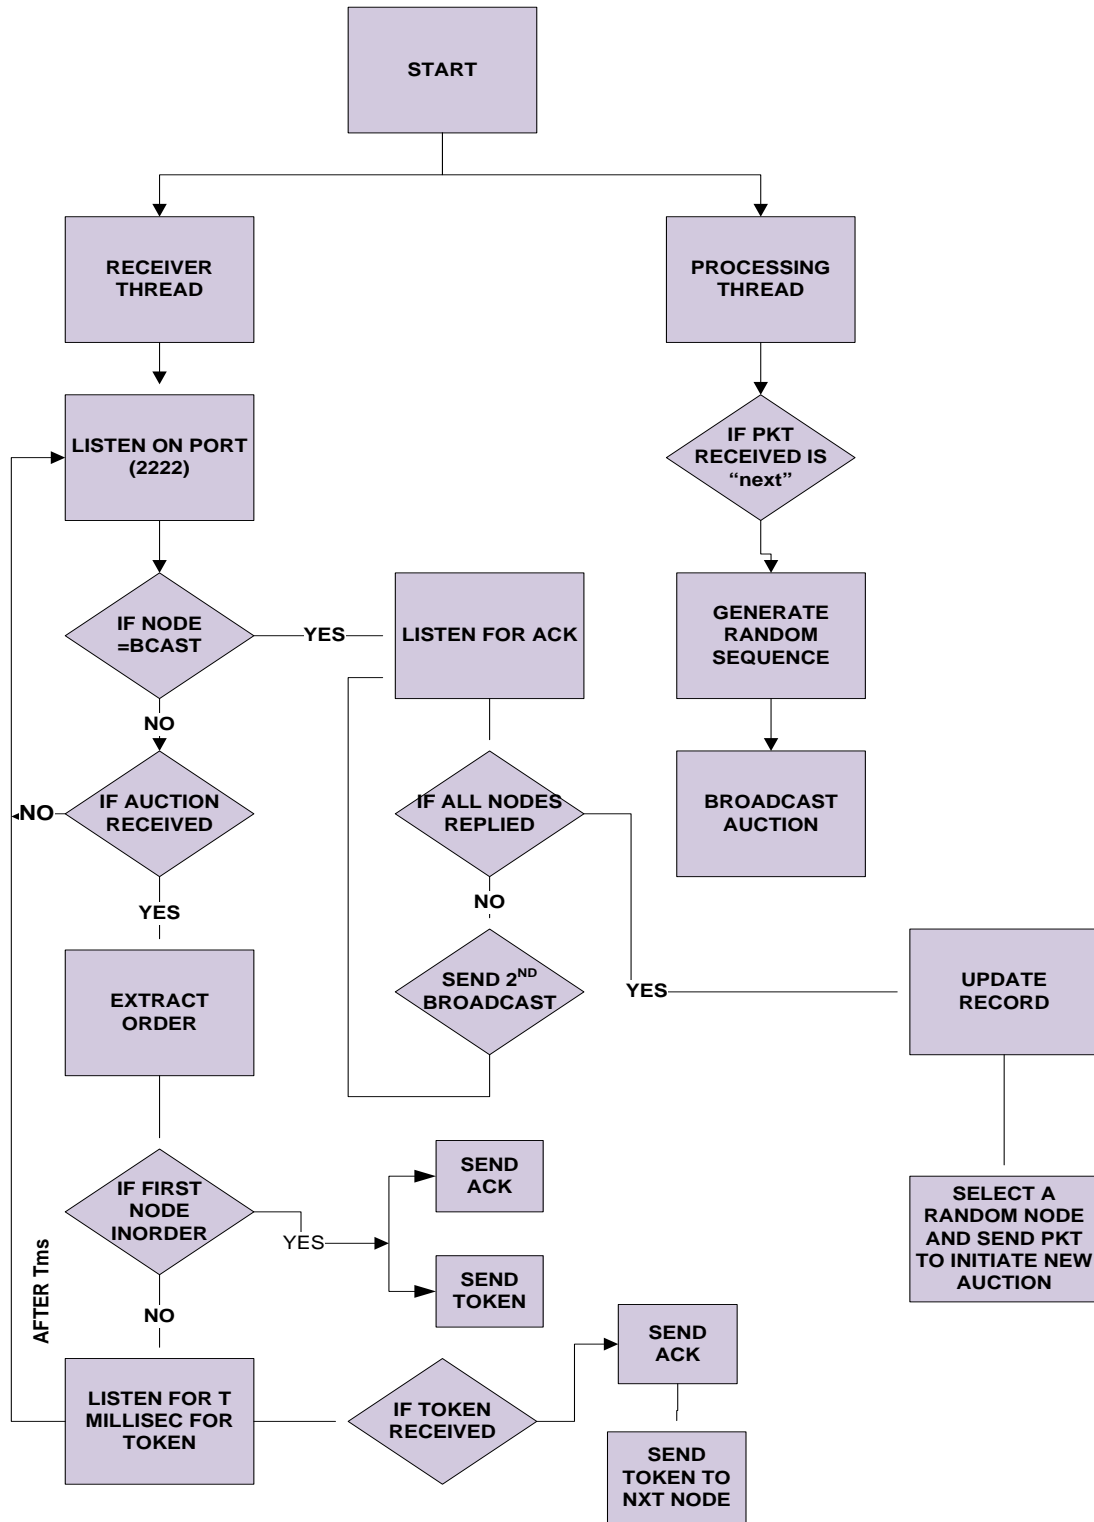 START
RECEIVER
THREAD
PROCESSING
THREAD
LISTEN ON PORT
(2222)
IF PKT
RECEIVED IS
“next”
IF NODE
=BCAST
YES
LISTEN FOR ACK
GENERATE
RANDOM
SEQUENCE
NO
IF AUCTION
RECEIVED
NO
IF ALL NODES
REPLIED
BROADCAST
AUCTION
YES
NO
EXTRACT
ORDER
SEND 2ND
BROADCAST
YES
UPDATE
RECORD
IF FIRST
NODE
INORDER
YES
SEND
ACK
SEND
TOKEN
SELECT A
RANDOM NODE
AND SEND PKT
TO INITIATE NEW
AUCTION
NO
AFTER Tms
LISTEN FOR T
MILLISEC FOR
TOKEN
IF TOKEN
RECEIVED
SEND
ACK
SEND
TOKEN TO
NXT NODE